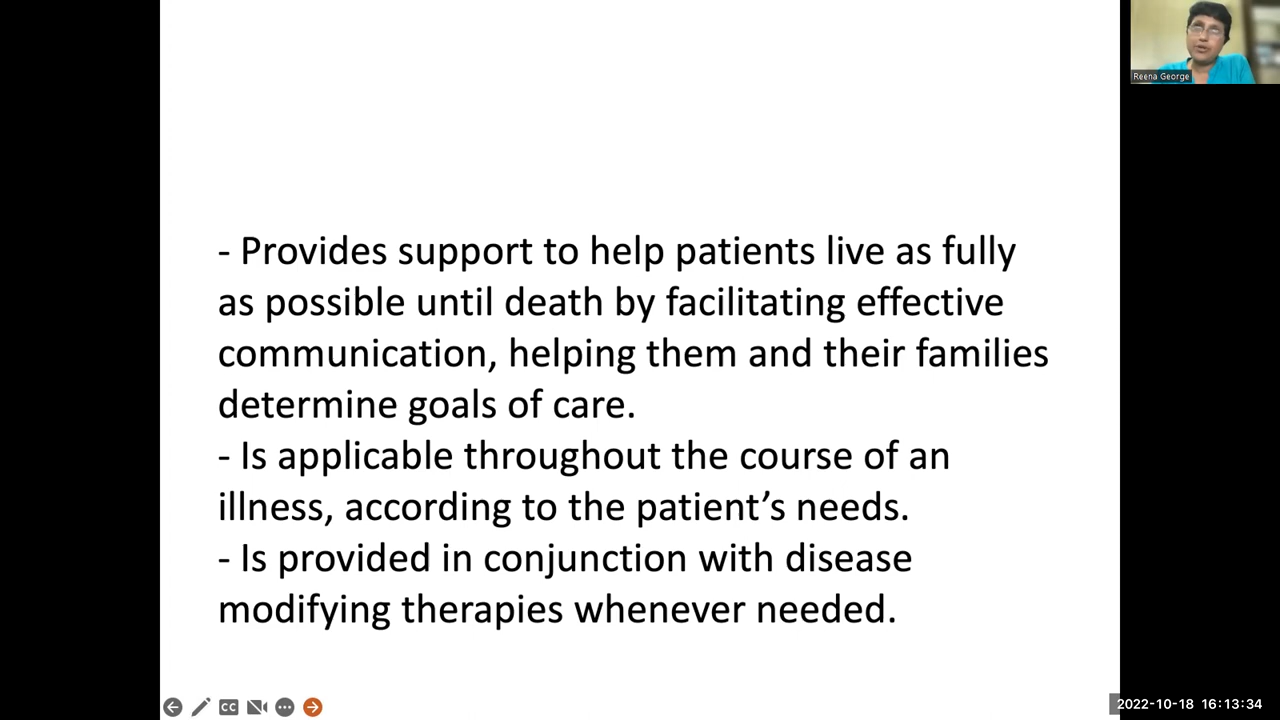 Reena George
- Provides support to help patients live as fully
as possible until death by facilitating effective
communication, helping them and their families
determine goals of care.
- Is applicable throughout the course of an
illness, according to the patient’s needs.
- Is provided in conjunction with disease
modifying therapies whenever needed.
CC
2022-10-18 16:13:34